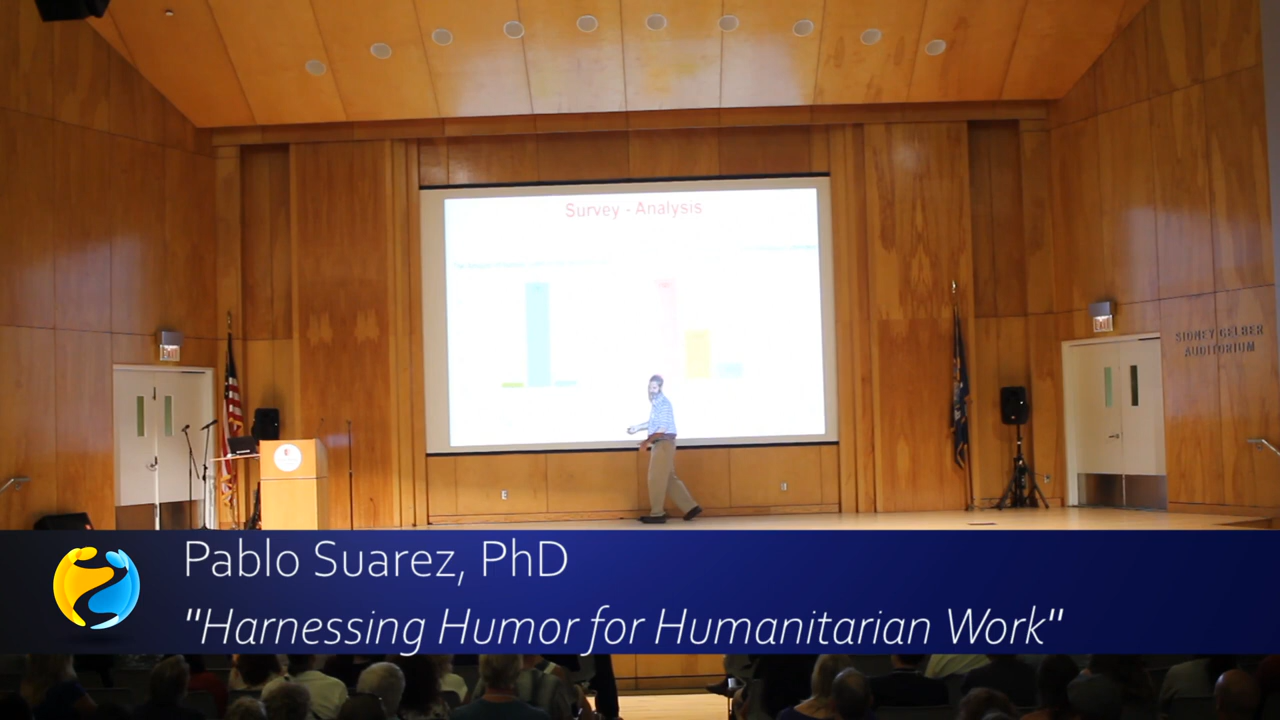 Survey - Analysis
EXIT
EXIT
SIDNEY GELBER
AUDITORIUM
Pablo Suarez, PhD
"Harnessing Humor for Humanitarian Work"